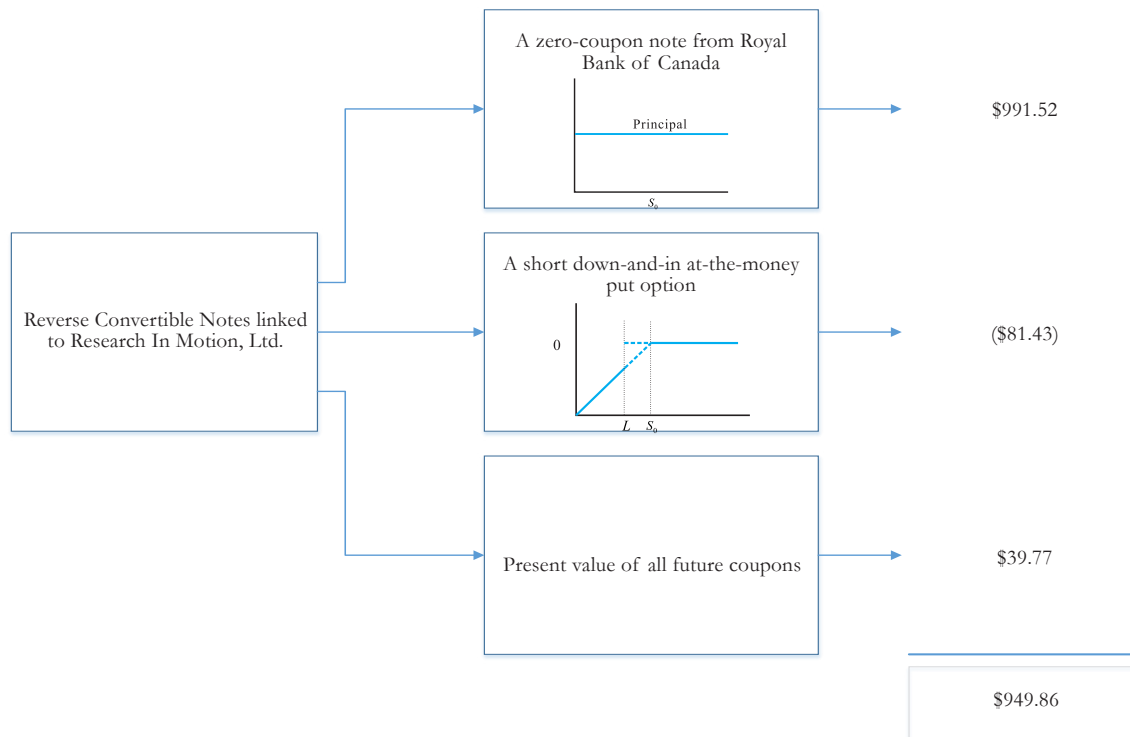 A zero-coupon note from Royal
Bank of Canada
Principal
S₀
$991.52
Reverse Convertible Notes linked
to Research In Motion, Ltd.
A short down-and-in at-the-money
put option
0
L S₀
($81.43)
Present value of all future coupons
$39.77
$949.86